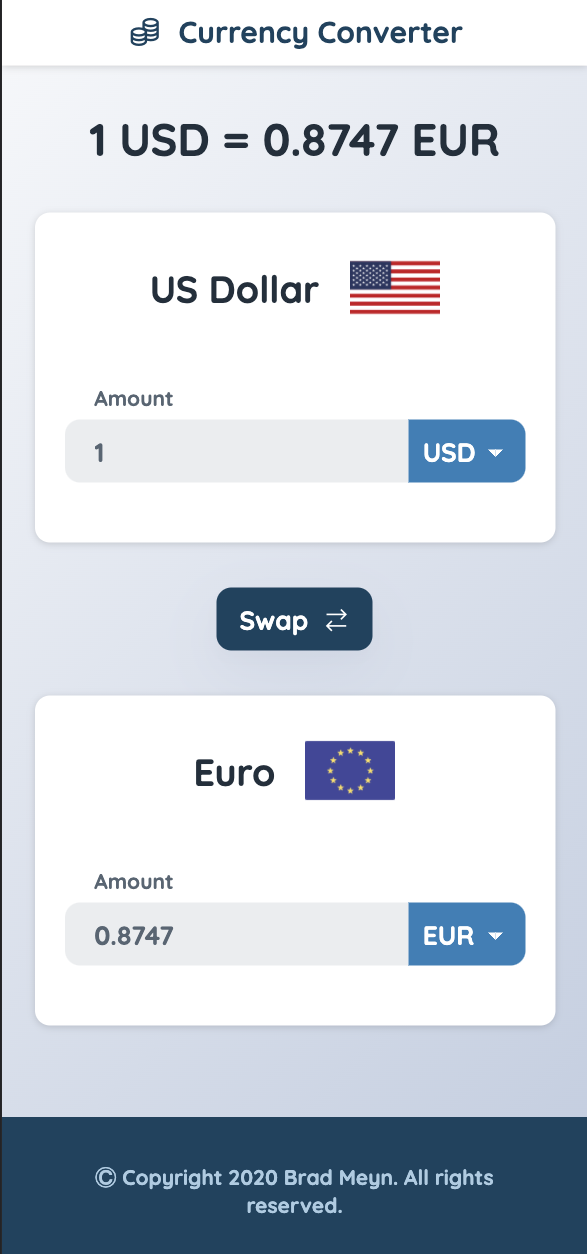 Currency Converter
1 USD = 0.8747 EUR
US Dollar
Amount
1
USD
Swap
Euro
Amount
0.8747
EUR
© Copyright 2020 Brad Meyn. All rights
reserved.